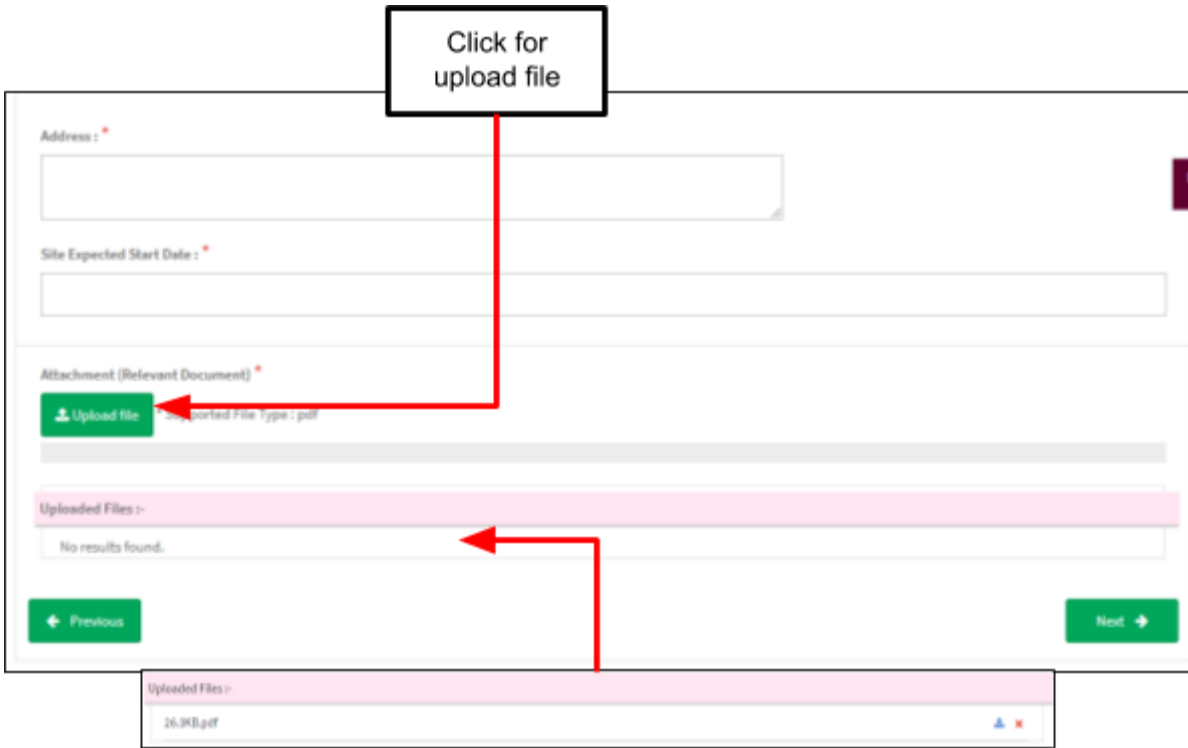 Click for
upload file
Address : *
Site Expected Start Date : *
Attachment (Relevant Document) *
Upload file * Supported File Type : pdf
Uploaded Files :-
No results found.
Previous
Next
Uploaded Files :-
26.9KB.pdf